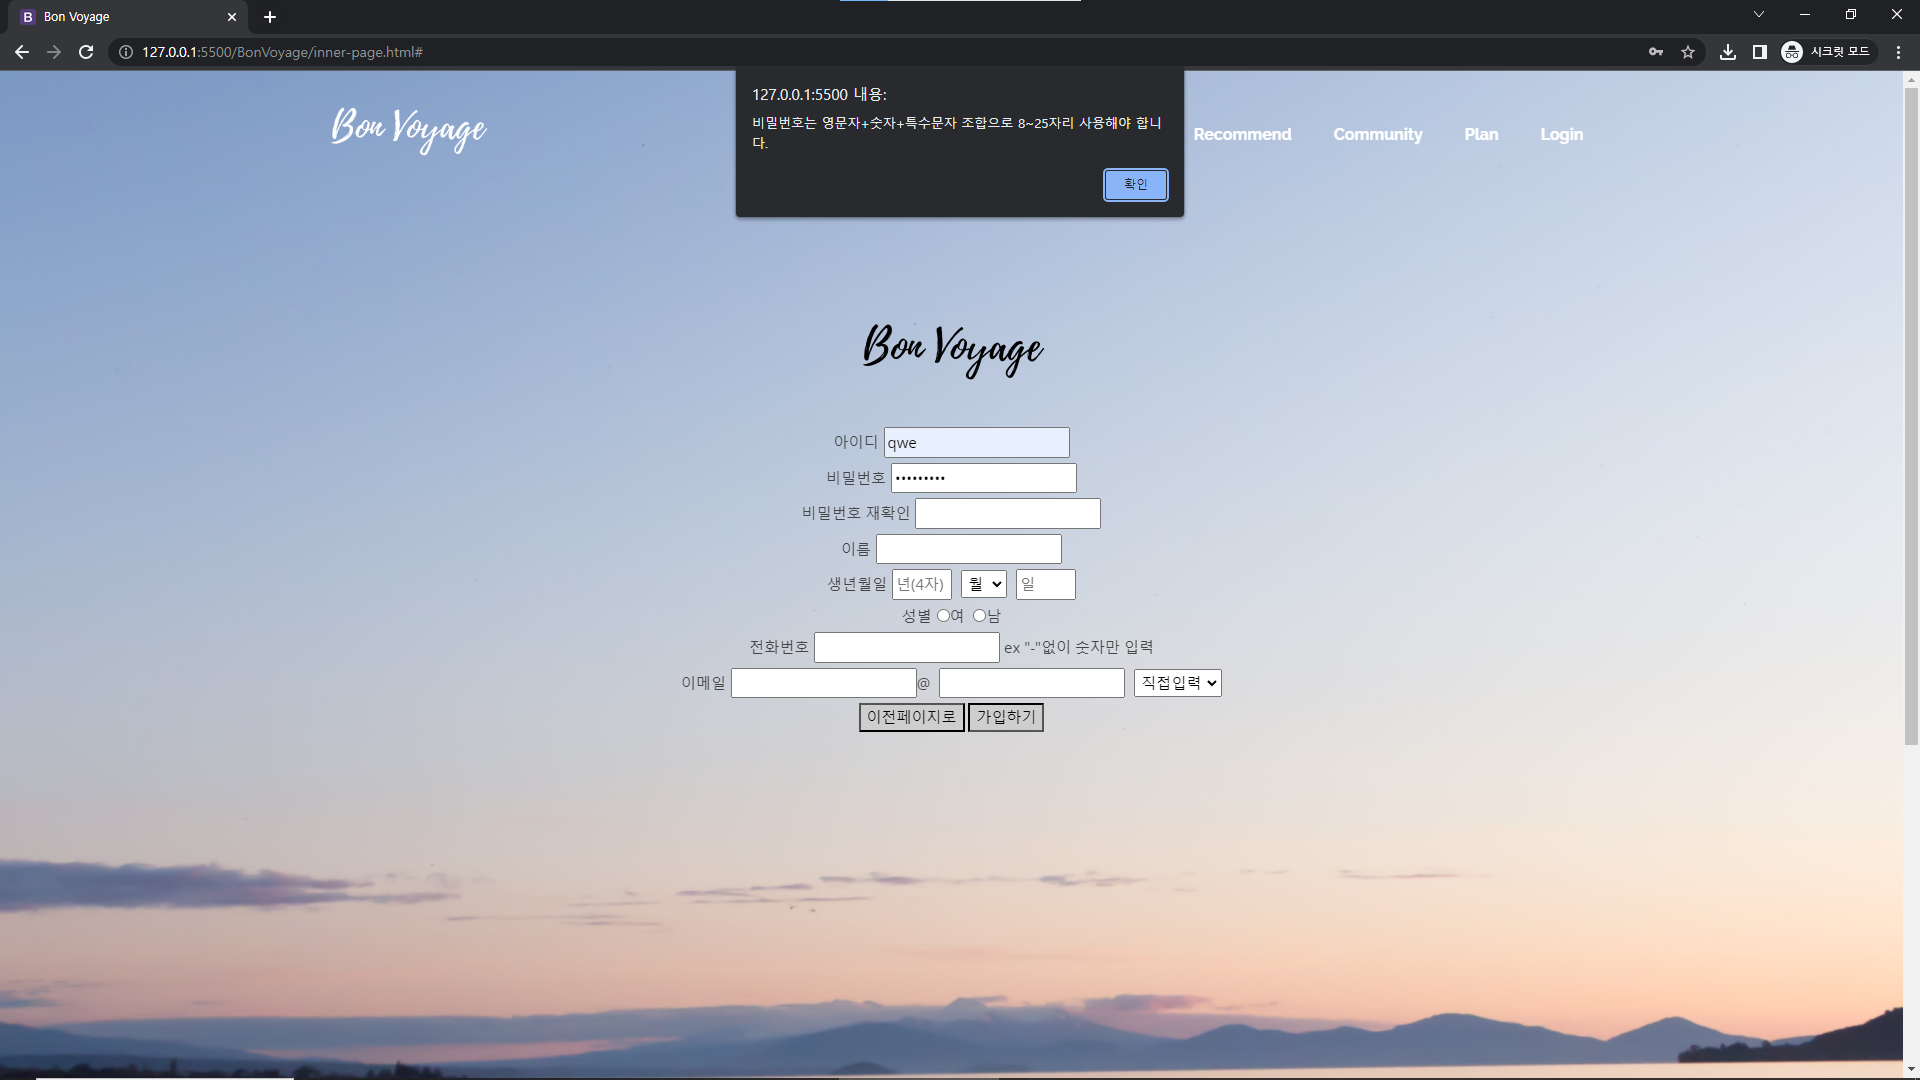 Bon Voyage
127.0.0.1:5500/BonVoyage/inner-page.html#
시크릿 모드
127.0.0.1:5500 내용:
비밀번호는 영문자+숫자+특수문자 조합으로 8~25자리 사용해야 합니
다.
확인
Bon Voyage
Recommend Community Plan Login
Bon Voyage
아이디 qwe
비밀번호 •••••••••
비밀번호 재확인
이름
생년월일 년(4자) 월 일
성별 여 남
전화번호 ex "-"없이 숫자만 입력
이메일 @ 직접입력
이전페이지로 가입하기